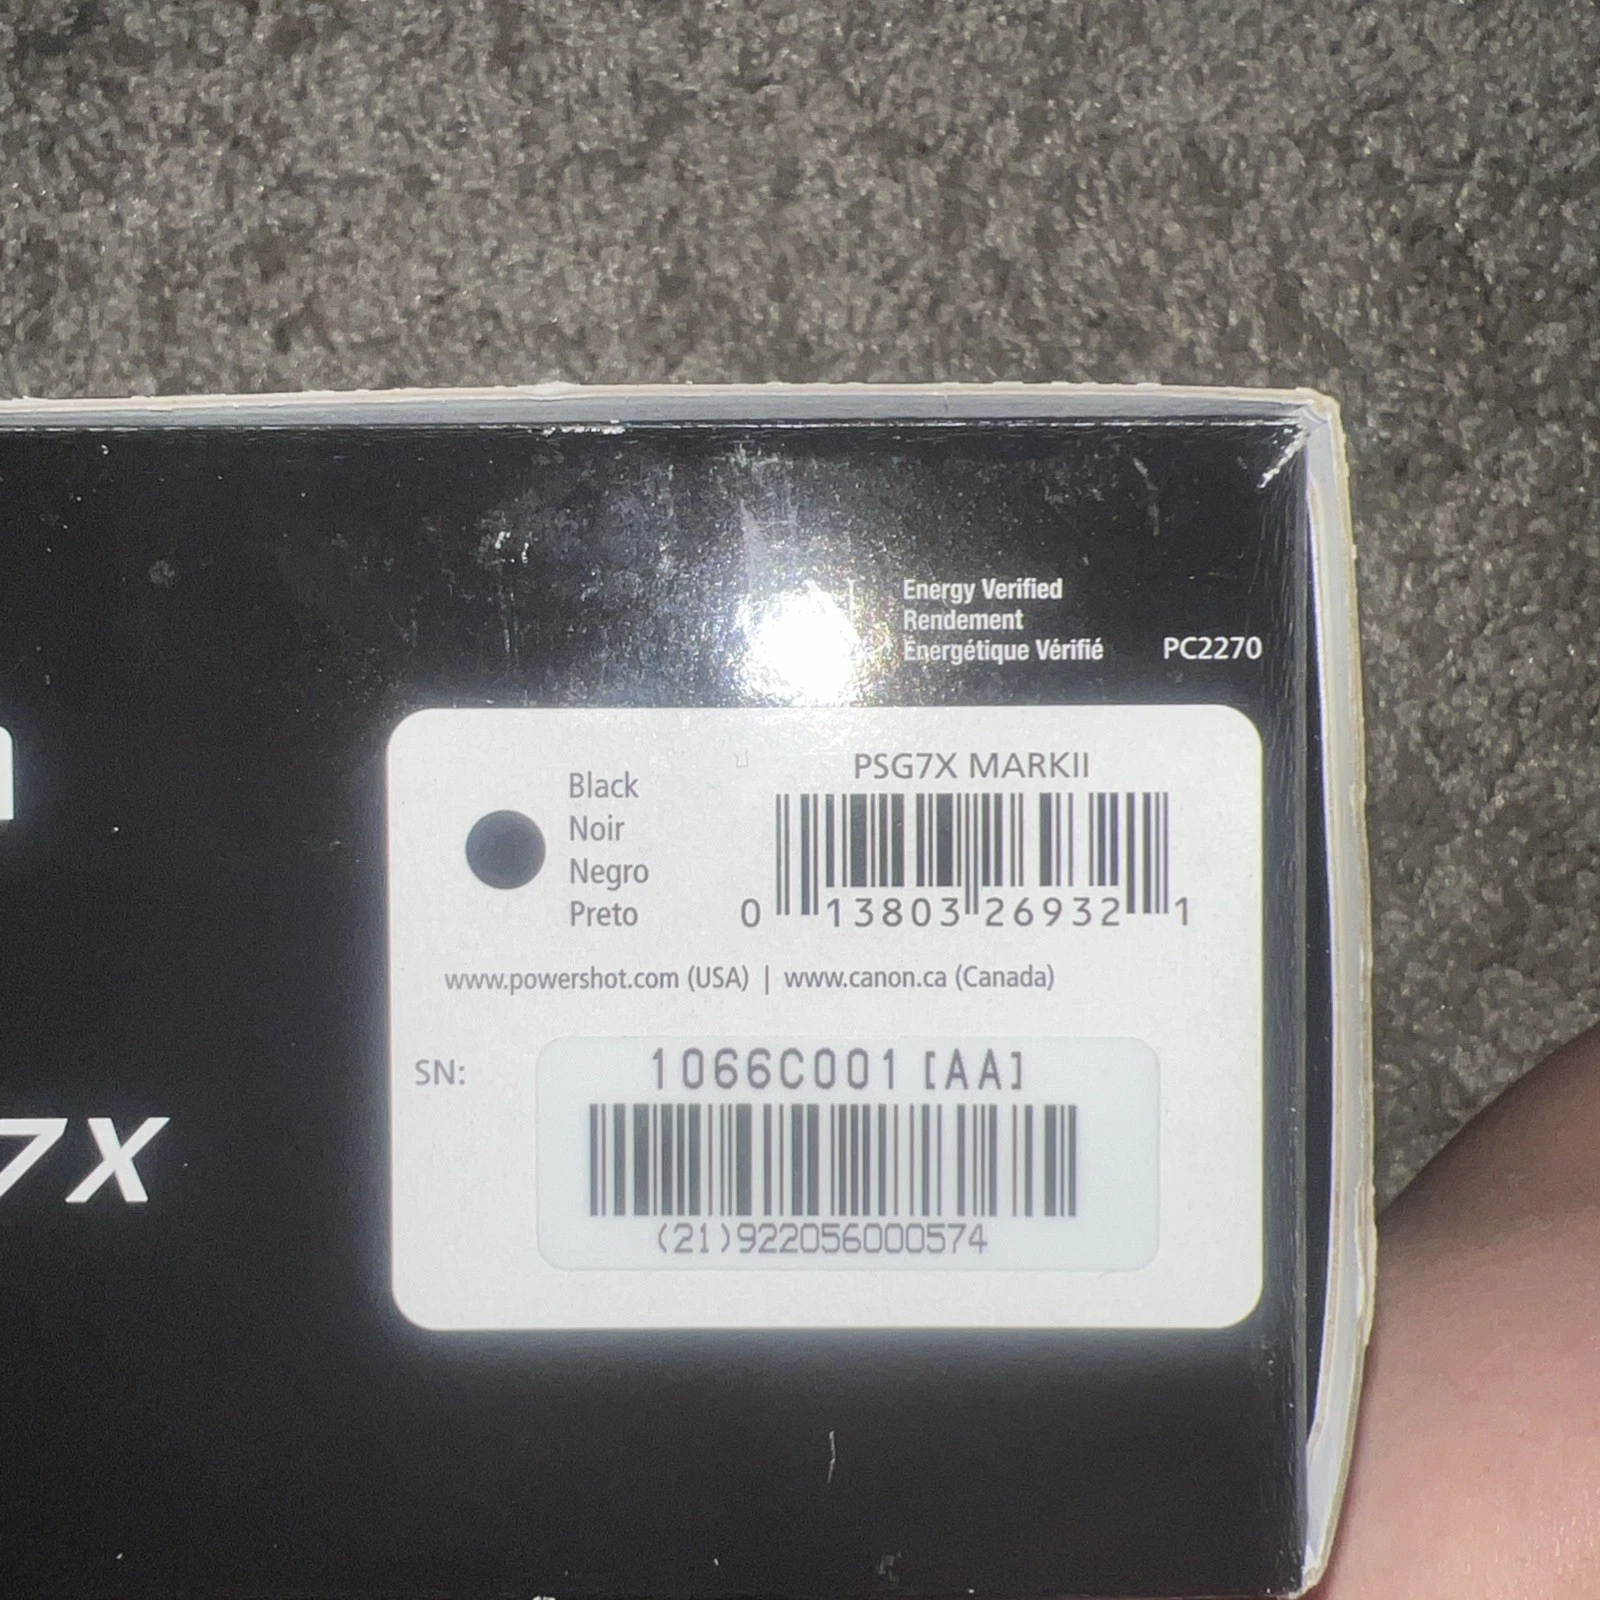 Energy Verified
Rendement
Énergétique Vérifié
PC2270
PSG7X MARKII
Black
Noir
Negro
Preto
0 13803 26932 1
www.powershot.com (USA) | www.canon.ca (Canada)
SN:
1066C001 [AA]
(21)922056000574
7X